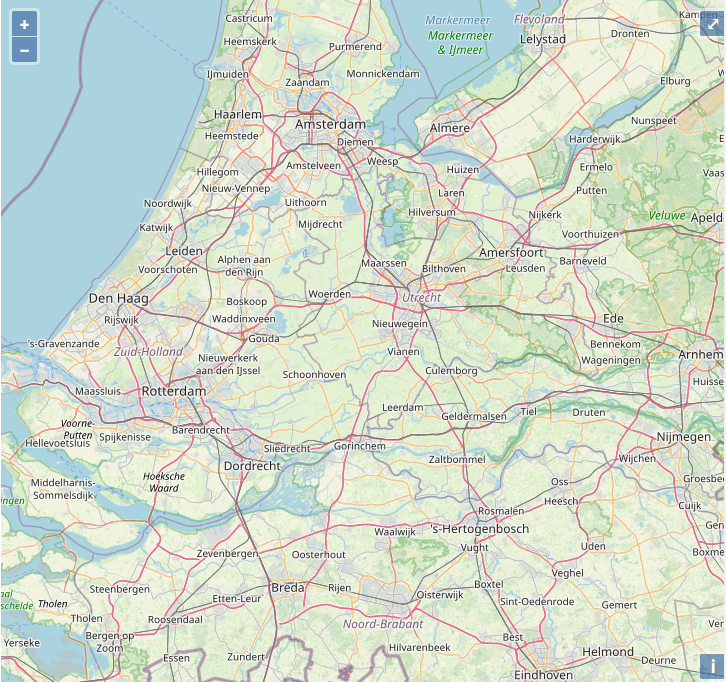 +
−
Castricum
Markermeer
Flevoland
Kampen
Markermeer
& IJmeer
Dronten
Heemskerk
Purmerend
Lelystad
IJmuiden
Zaandam
Monnickendam
Elburg
Haarlem
Amsterdam
Almere
Nunspeet
Heemstede
Diemen
Harderwijk
Hillegom
Amstelveen
Weesp
Huizen
Ermelo
Vaas
Nieuw-Vennep
Laren
Putten
Noordwijk
Uithoorn
Hilversum
Nijkerk
Veluwe
Apeld
Katwijk
Mijdrecht
Voorthuizen
Leiden
Amersfoort
Voorschoten
Alphen aan
den Rijn
Maarssen
Bilthoven
Leusden
Barneveld
Den Haag
Boskoop
Woerden
Utrecht
Rijswijk
Waddinxveen
Nieuwegein
Ede
's-Gravenzande
Zuid-Holland
Gouda
Vianen
Bennekom
Nieuwerkerk
aan den IJssel
Wageningen
Arnhem
Schoonhoven
Culemborg
Huisse
Maassluis
Rotterdam
Leerdam
Geldermalsen
Tiel
Druten
Voorne-
Putten
Hellevoetsluis
Spijkenisse
Barendrecht
Sliedrecht
Gorinchem
Nijmegen
Dordrecht
Zaltbommel
Wijchen
Middelharnis-
Sommelsdijk
Hoeksche
Waard
Oss
Groesbe
ingen
Heesch
Cuijk
Rosmalen
Waalwijk
's-Hertogenbosch
Gen
Zevenbergen
Oosterhout
Vught
Uden
Boxme
Steenbergen
Breda
Rijen
Boxtel
Veghel
aal
schelde
Tholen
Etten-Leur
Oisterwijk
Sint-Oedenrode
Gemert
Tholen
Roosendaal
Noord-Brabant
Ver
Yerseke
Bergen op
Zoom
Best
Essen
Zundert
Hilvarenbeek
Helmond
Deurne
Eindhoven
i